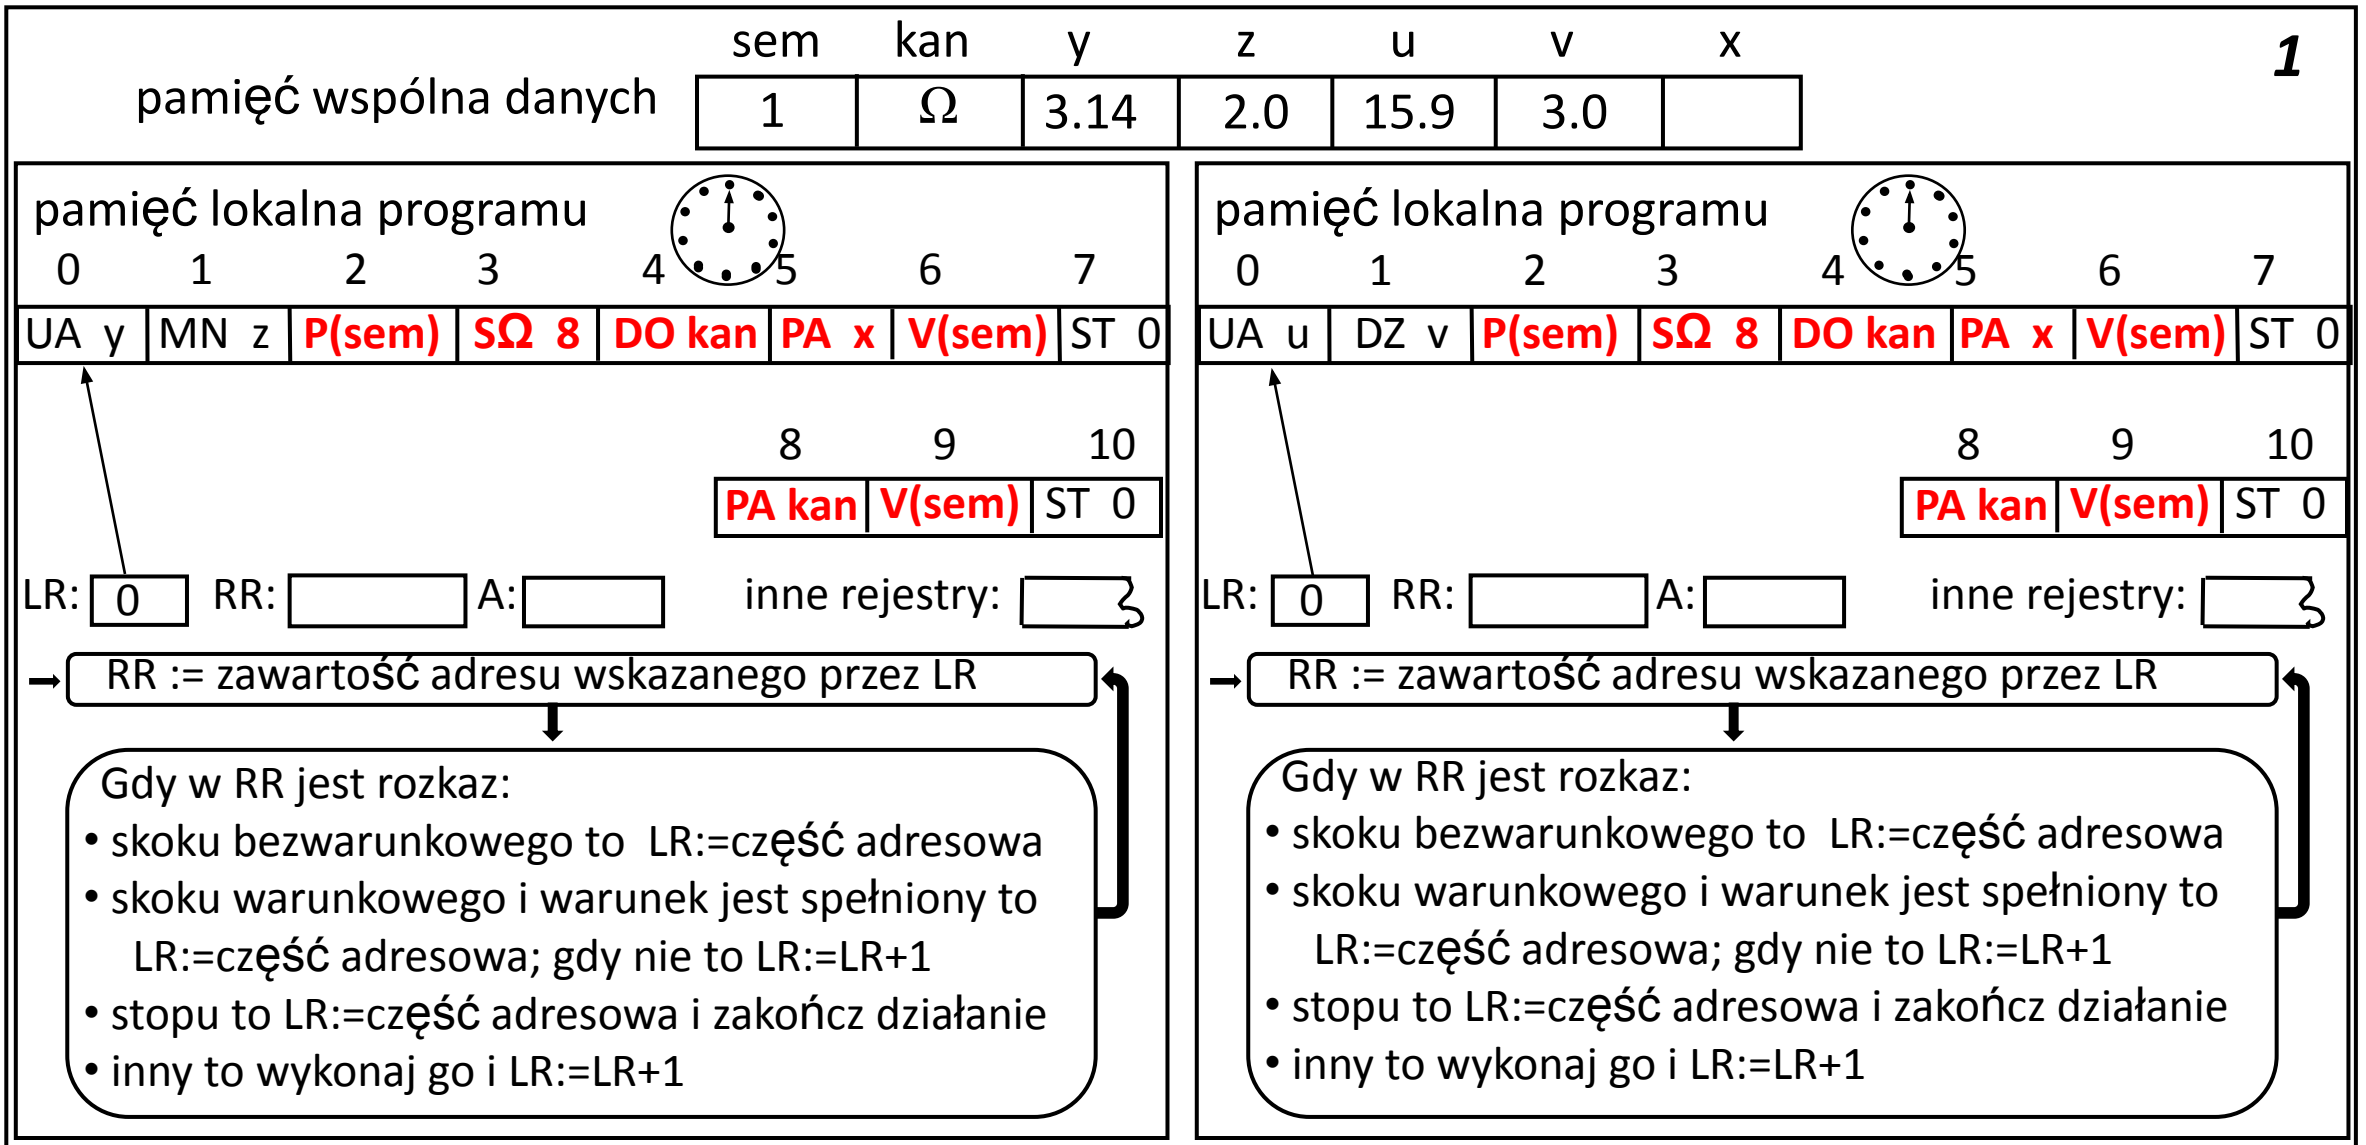 sem kan y z u v x
1
pamięć wspólna danych 1 Ω 3.14 2.0 15.9 3.0
pamięć lokalna programu
0 1 2 3 4 5 6 7
UA y MN z P(sem) SΩ 8 DO kan PA x V(sem) ST 0
8 9 10
PA kan V(sem) ST 0
LR: 0 RR: A: inne rejestry:
RR := zawartość adresu wskazanego przez LR
Gdy w RR jest rozkaz:
• skoku bezwarunkowego to LR:=część adresowa
• skoku warunkowego i warunek jest spełniony to
LR:=część adresowa; gdy nie to LR:=LR+1
• stopu to LR:=część adresowa i zakończ działanie
• inny to wykonaj go i LR:=LR+1
pamięć lokalna programu
0 1 2 3 4 5 6 7
UA u DZ v P(sem) SΩ 8 DO kan PA x V(sem) ST 0
8 9 10
PA kan V(sem) ST 0
LR: 0 RR: A: inne rejestry:
RR := zawartość adresu wskazanego przez LR
Gdy w RR jest rozkaz:
• skoku bezwarunkowego to LR:=część adresowa
• skoku warunkowego i warunek jest spełniony to
LR:=część adresowa; gdy nie to LR:=LR+1
• stopu to LR:=część adresowa i zakończ działanie
• inny to wykonaj go i LR:=LR+1